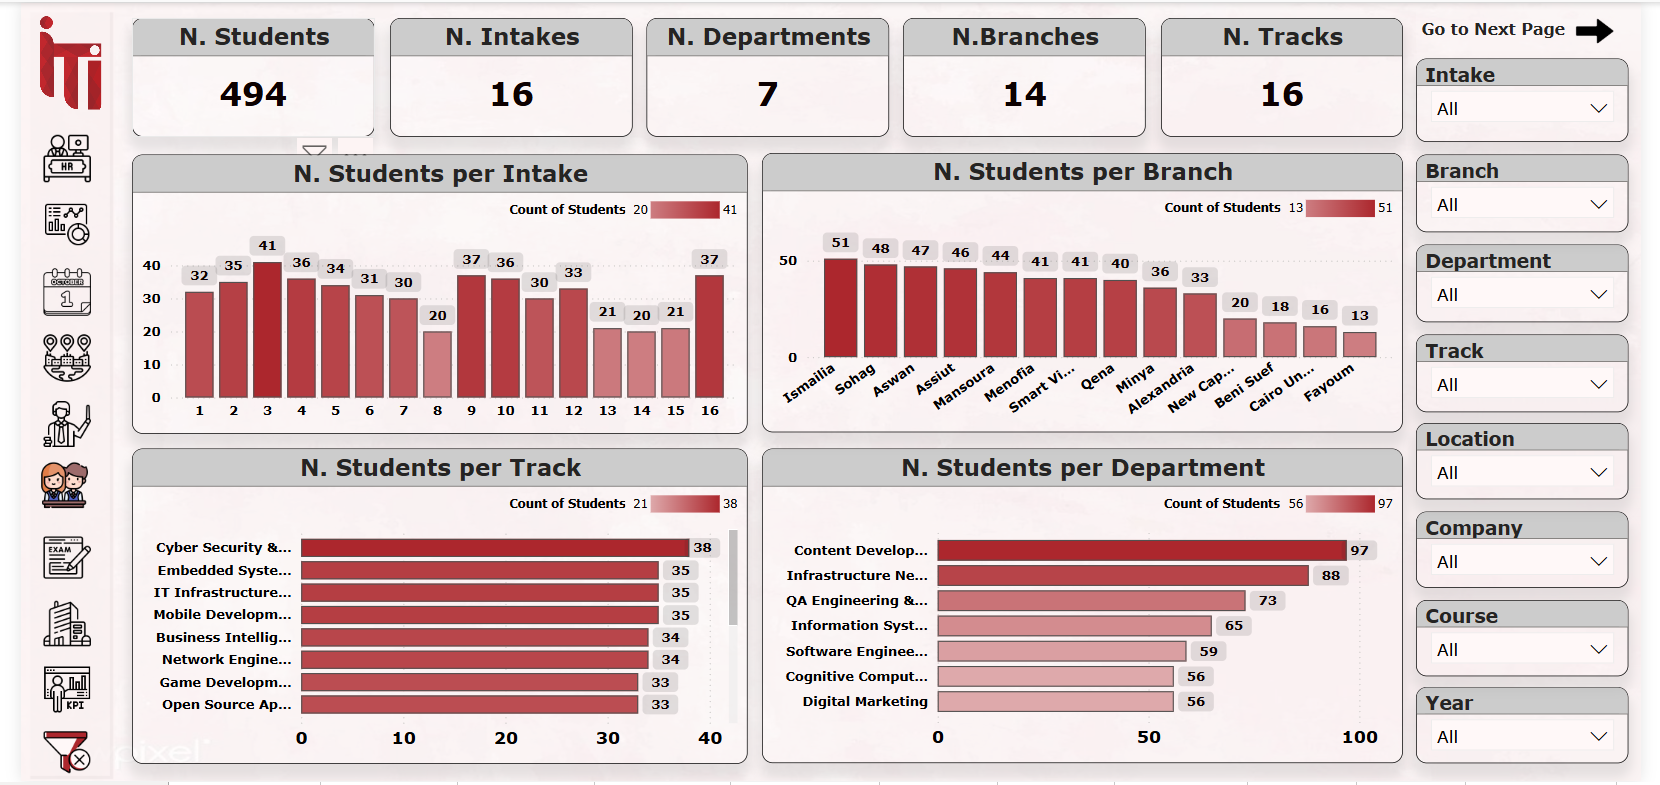 iTi
N. Students
494
N. Intakes
16
N. Departments
7
N.Branches
14
N. Tracks
16
Go to Next Page
Intake
All
Branch
All
Department
All
Track
All
Location
All
Company
All
Course
All
Year
All
HR
OCTOBER
1
EXAM
KPI
N. Students per Intake
Count of Students 20 41
40
30
20
10
0
32 35 41 36 34 31 30 20 37 36 30 33 21 20 21 37
1 2 3 4 5 6 7 8 9 10 11 12 13 14 15 16
N. Students per Branch
Count of Students 13 51
50
0
51 48 47 46 44 41 41 40 36 33 20 18 16 13
Ismailia Sohag Aswan Assiut Mansoura Menofia Smart Vi... Qena Minya Alexandria New Cap... Beni Suef Cairo Un... Fayoum
N. Students per Track
Count of Students 21 38
Cyber Security &... 38
Embedded Syste... 35
IT Infrastructure... 35
Mobile Developm... 35
Business Intellig... 34
Network Engine... 34
Game Developm... 33
Open Source Ap... 33
0 10 20 30 40
N. Students per Department
Count of Students 56 97
Content Develop... 97
Infrastructure Ne... 88
QA Engineering &... 73
Information Syst... 65
Software Enginee... 59
Cognitive Comput... 56
Digital Marketing 56
0 50 100
pixel